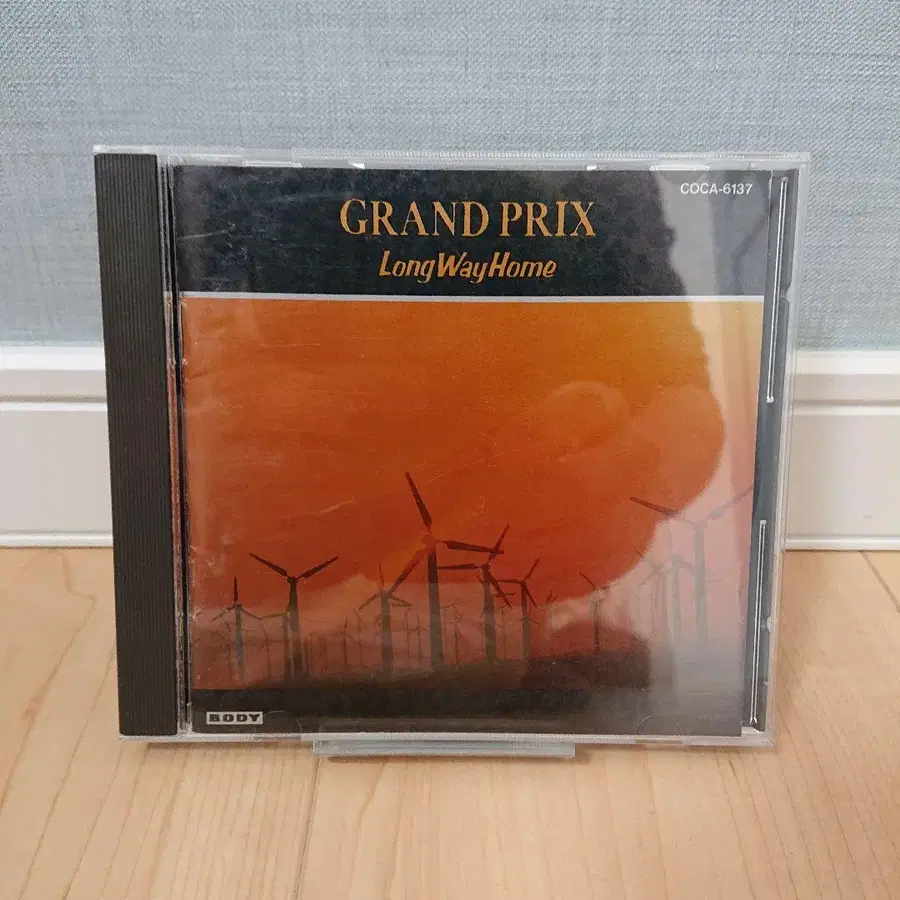 COCA-6137
GRAND PRIX
Long Way Home
BODY